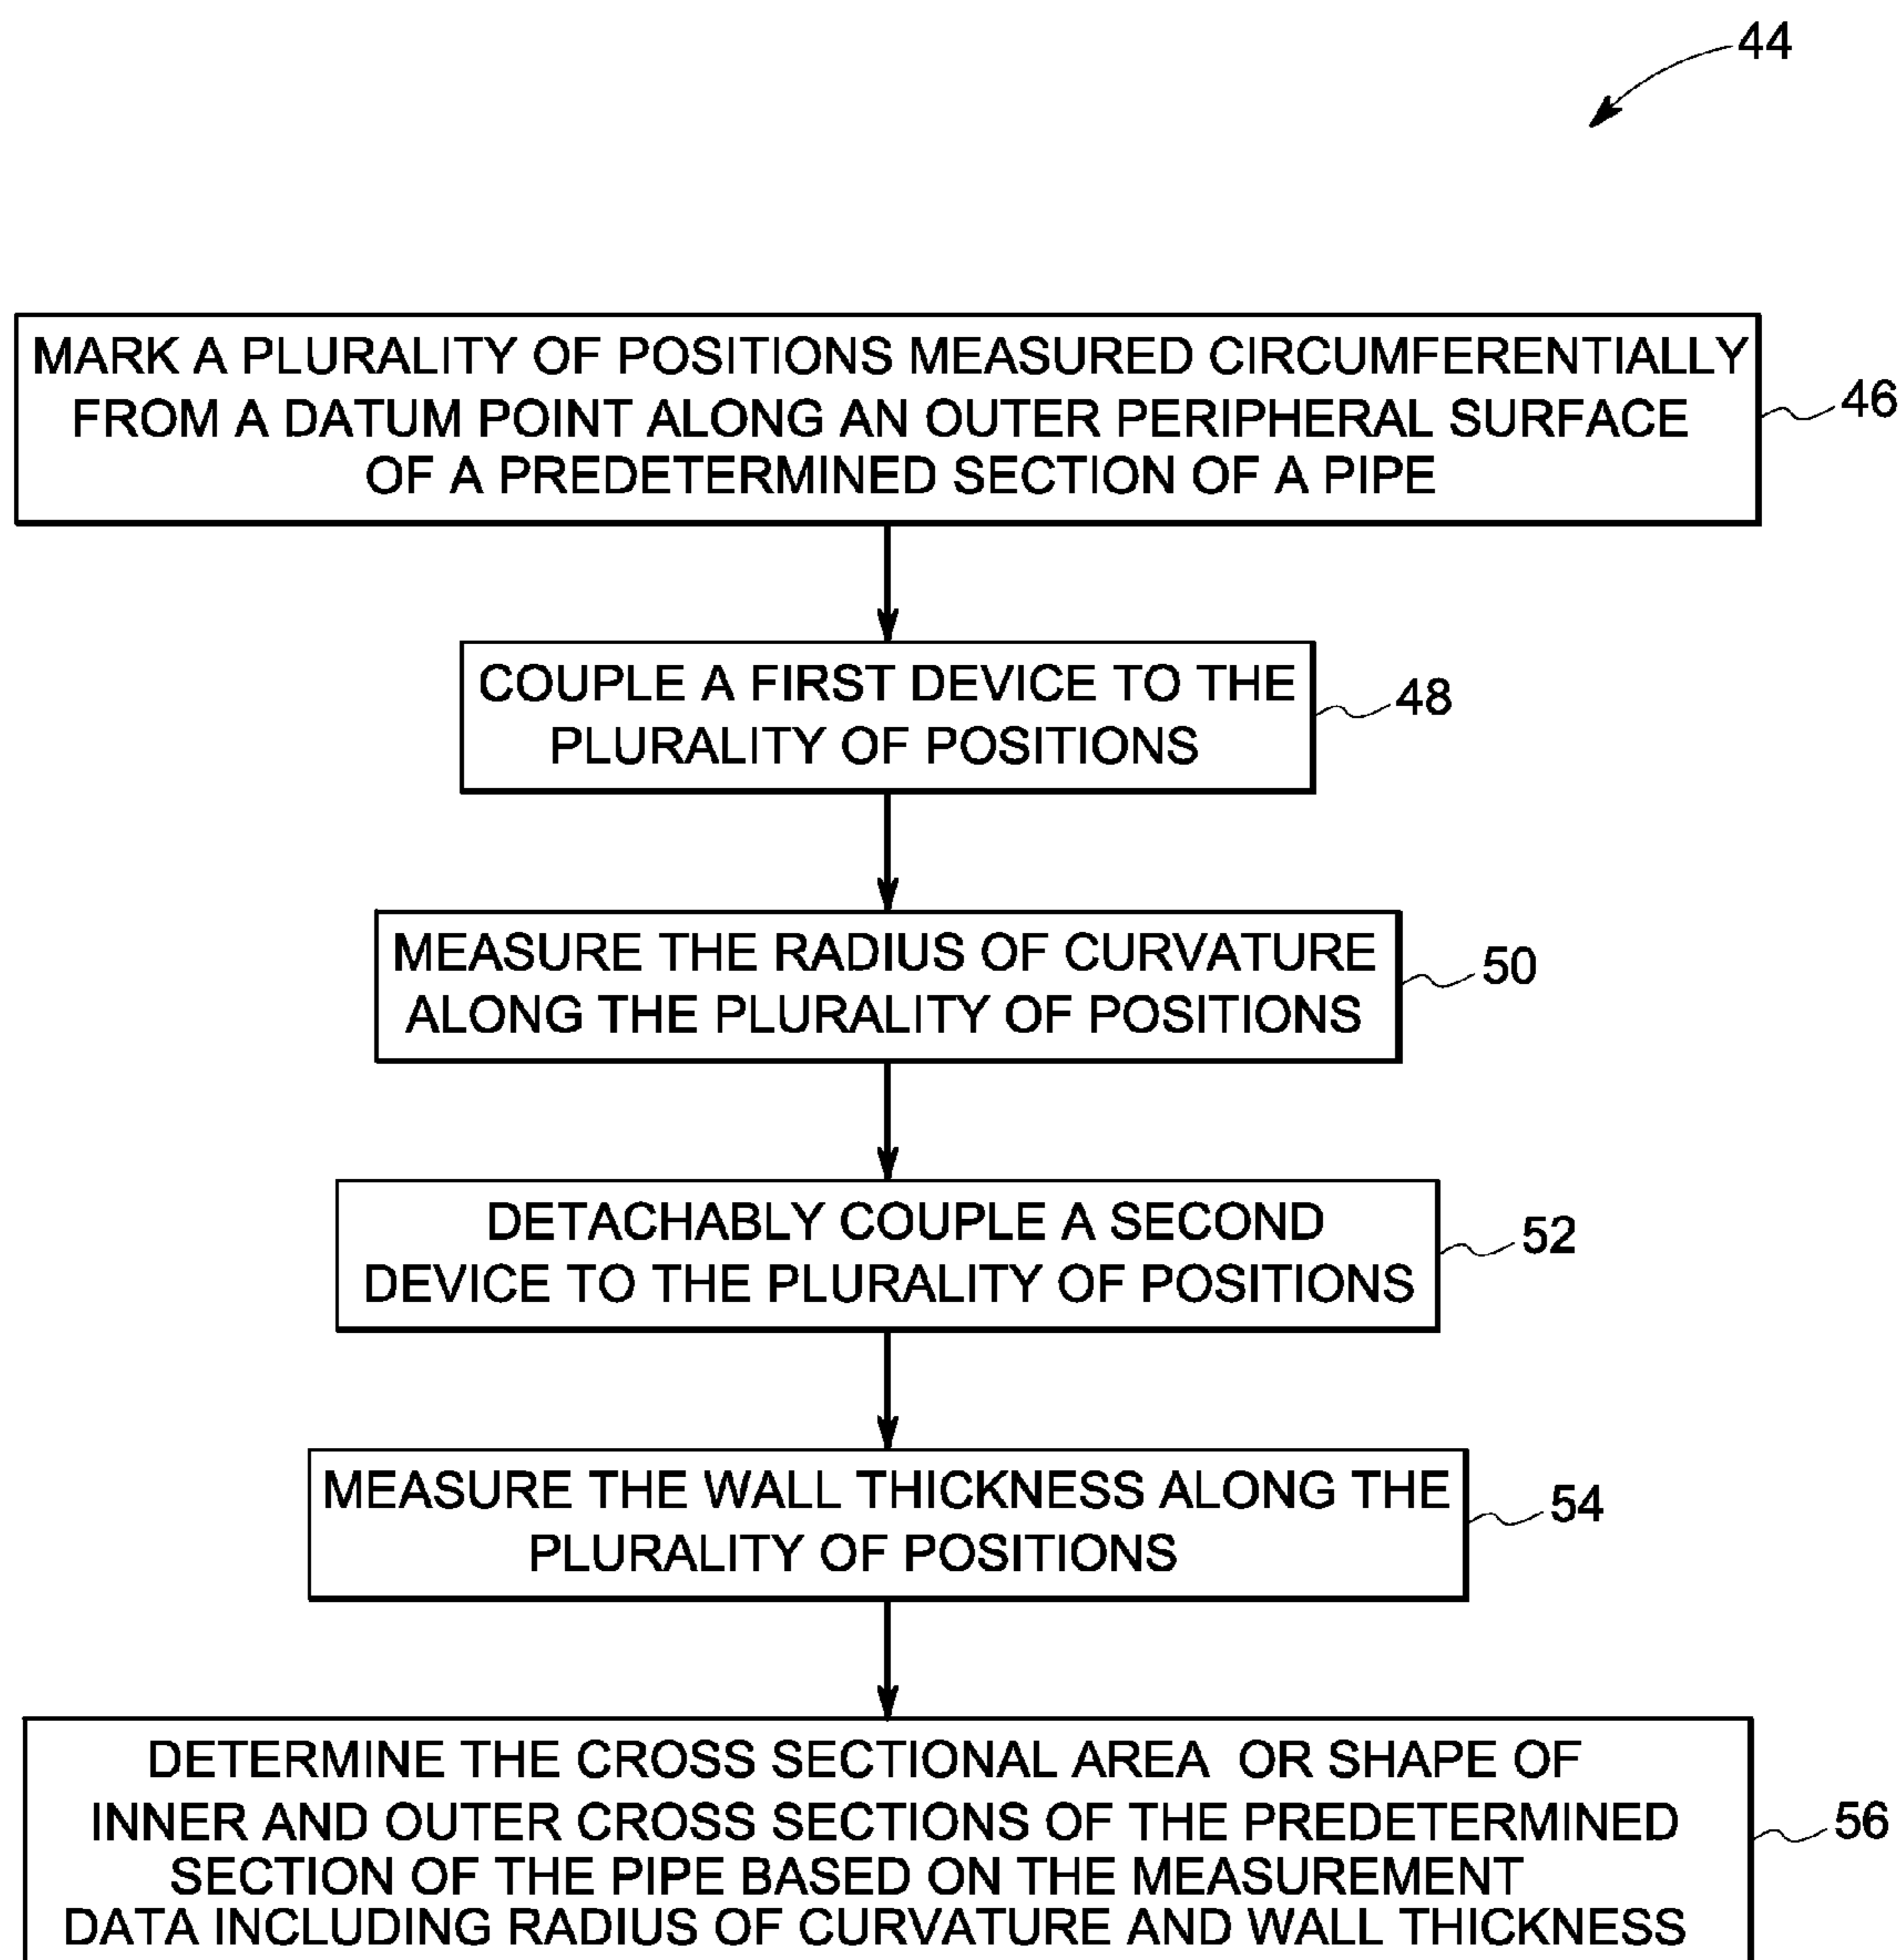 44
MARK A PLURALITY OF POSITIONS MEASURED CIRCUMFERENTIALLY
FROM A DATUM POINT ALONG AN OUTER PERIPHERAL SURFACE
OF A PREDETERMINED SECTION OF A PIPE
46
COUPLE A FIRST DEVICE TO THE
PLURALITY OF POSITIONS
48
MEASURE THE RADIUS OF CURVATURE
ALONG THE PLURALITY OF POSITIONS
50
DETACHABLY COUPLE A SECOND
DEVICE TO THE PLURALITY OF POSITIONS
52
MEASURE THE WALL THICKNESS ALONG THE
PLURALITY OF POSITIONS
54
DETERMINE THE CROSS SECTIONAL AREA OR SHAPE OF
INNER AND OUTER CROSS SECTIONS OF THE PREDETERMINED
SECTION OF THE PIPE BASED ON THE MEASUREMENT
DATA INCLUDING RADIUS OF CURVATURE AND WALL THICKNESS
56